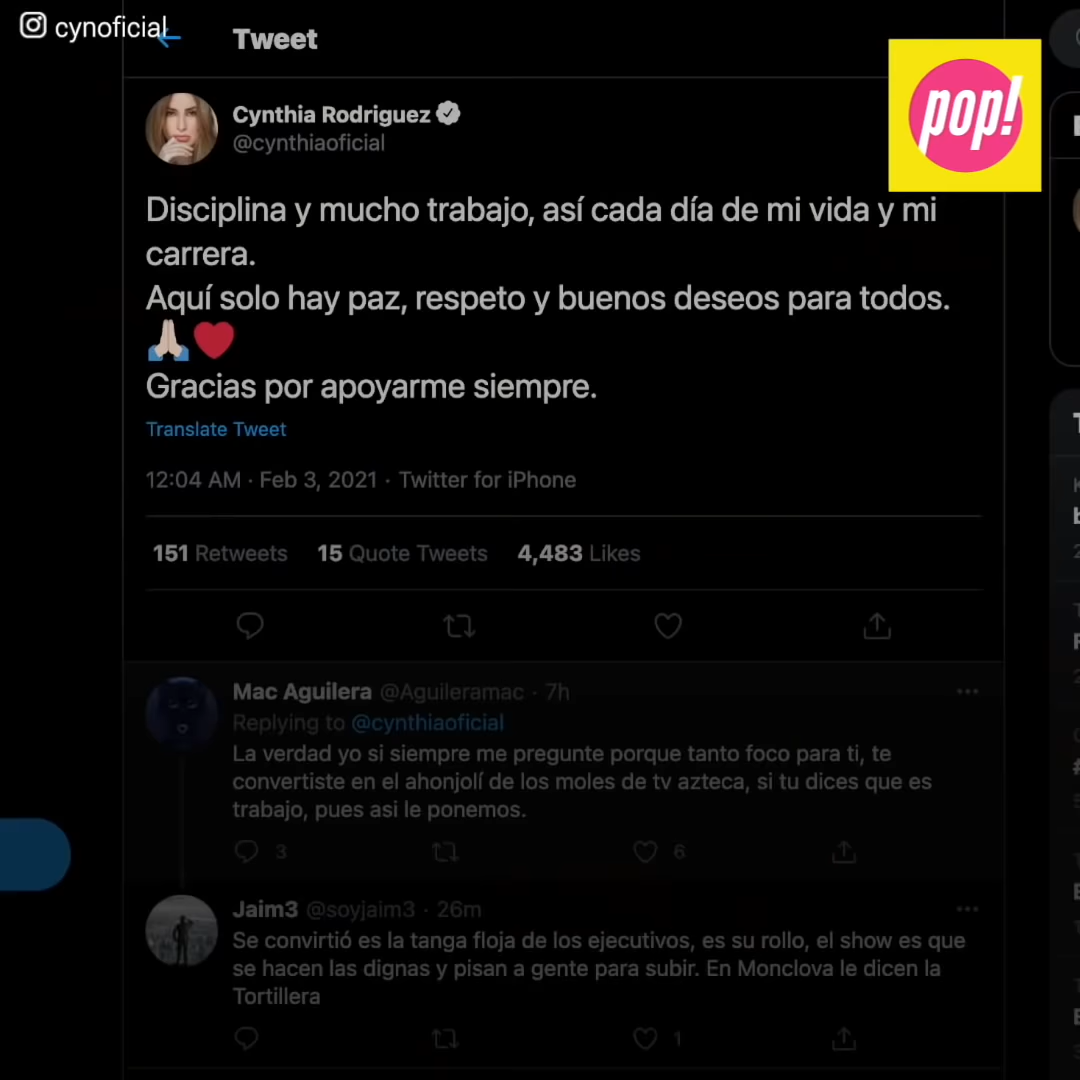 cynoficial
Tweet
pop!
Cynthia Rodriguez
@cynthiaoficial
Disciplina y mucho trabajo, así cada día de mi vida y mi
carrera.
Aquí solo hay paz, respeto y buenos deseos para todos.
🙏🏻❤️
Gracias por apoyarme siempre.
Translate Tweet
12:04 AM · Feb 3, 2021 · Twitter for iPhone
151 Retweets 15 Quote Tweets 4,483 Likes
Mac Aguilera @Aguileramac · 7h
Replying to @cynthiaoficial
La verdad yo si siempre me pregunte porque tanto foco para ti, te
convertiste en el ahonjolí de los moles de tv azteca, si tu dices que es
trabajo, pues asi le ponemos.
3 6
Jaim3 @soyjaim3 · 26m
Se convirtió es la tanga floja de los ejecutivos, es su rollo, el show es que
se hacen las dignas y pisan a gente para subir. En Monclova le dicen la
Tortillera
1